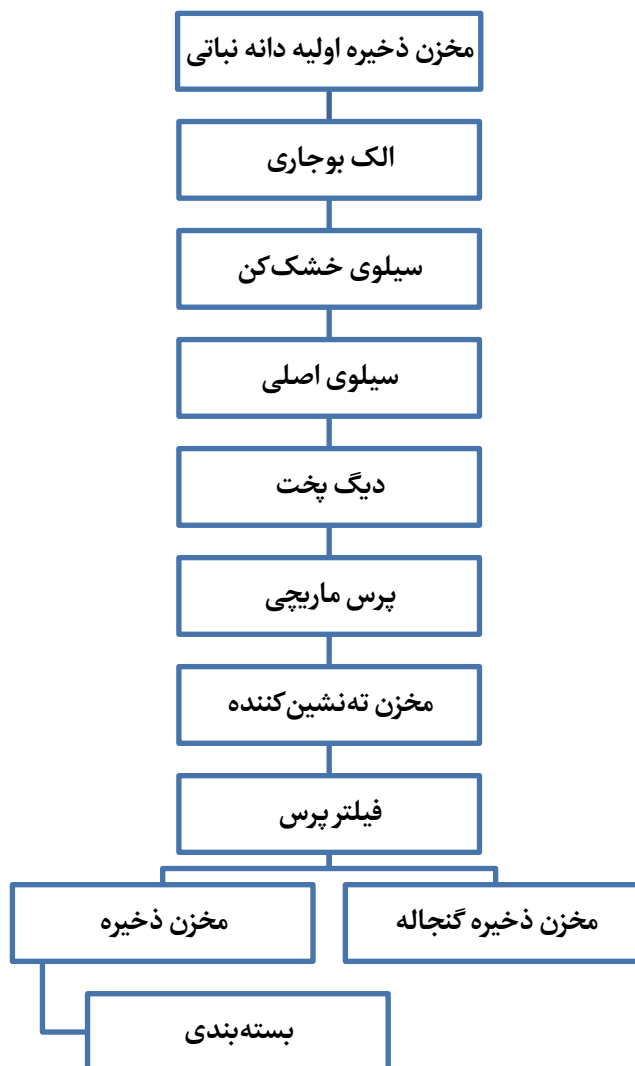 مخزن ذخیره اولیه دانه نباتی
الک بوجاری
سیلوی خشک‌کن
سیلوی اصلی
دیگ پخت
پرس ماریچی
مخزن ته‌نشین‌کننده
فیلتر پرس
مخزن ذخیره گنجاله
مخزن ذخیره
بسته‌بندی